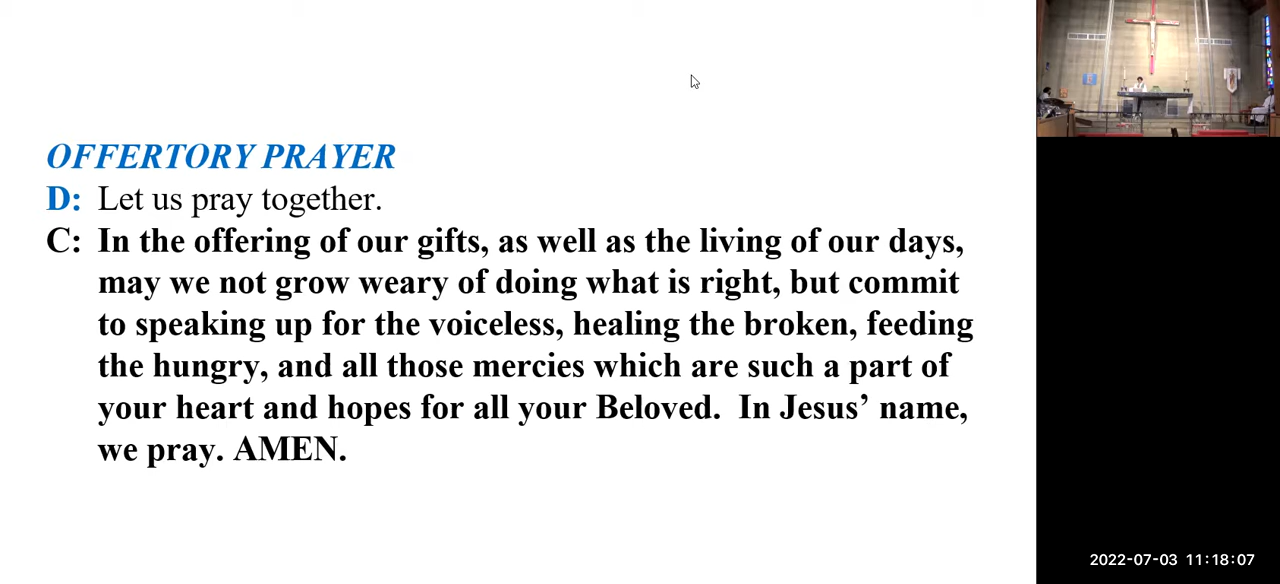 OFFERTORY PRAYER
D: Let us pray together.
C: In the offering of our gifts, as well as the living of our days,
may we not grow weary of doing what is right, but commit
to speaking up for the voiceless, healing the broken, feeding
the hungry, and all those mercies which are such a part of
your heart and hopes for all your Beloved.  In Jesus’ name,
we pray. AMEN.
2022-07-03 11:18:07